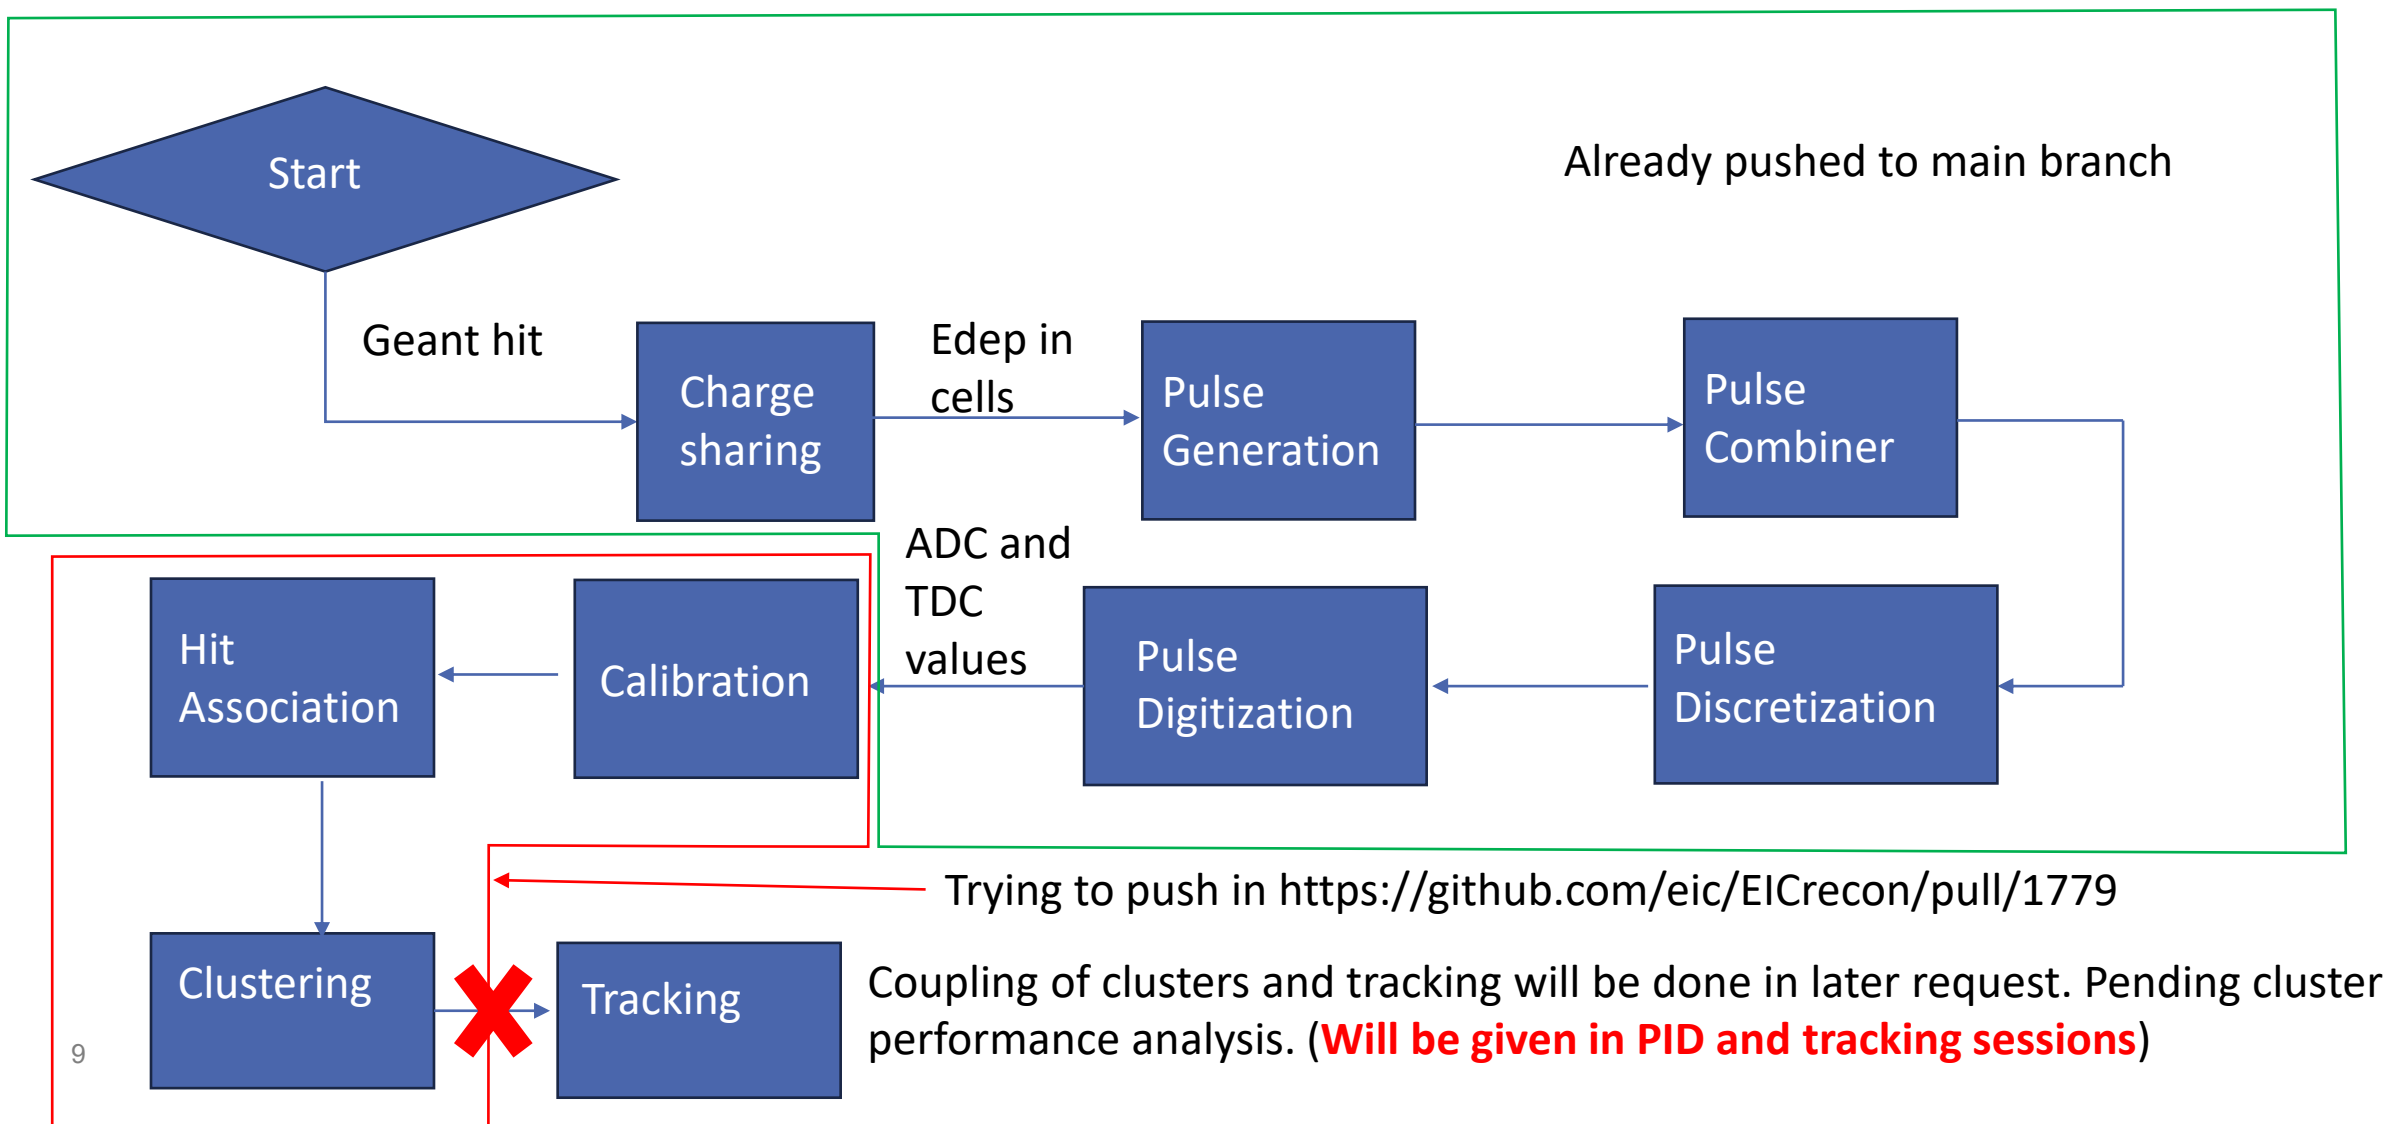 Start
Already pushed to main branch
Geant hit
Charge
sharing
Edep in
cells
Pulse
Generation
Pulse
Combiner
Hit
Association
Calibration
ADC and
TDC
values
Pulse
Digitization
Pulse
Discretization
Trying to push in https://github.com/eic/EICrecon/pull/1779
Clustering
Tracking
Coupling of clusters and tracking will be done in later request. Pending cluster
performance analysis. (Will be given in PID and tracking sessions)
9